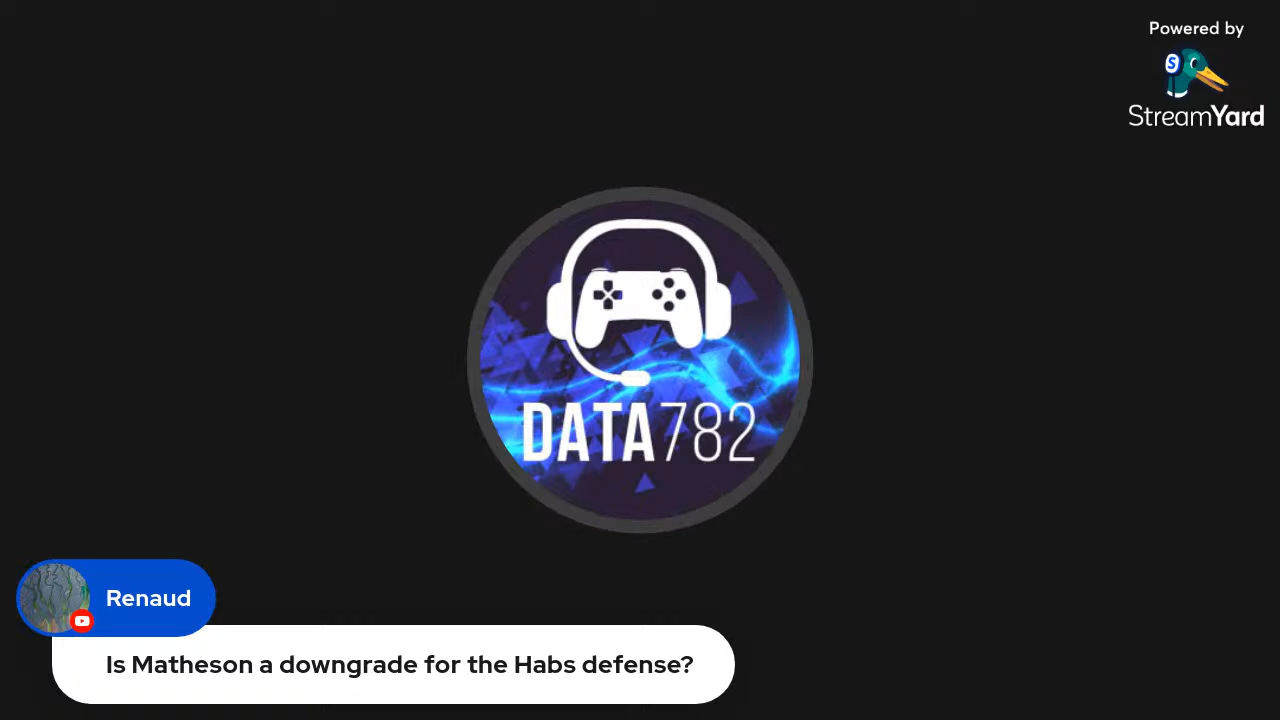 Powered by
S
StreamYard
DATA782
Renaud
Is Matheson a downgrade for the Habs defense?